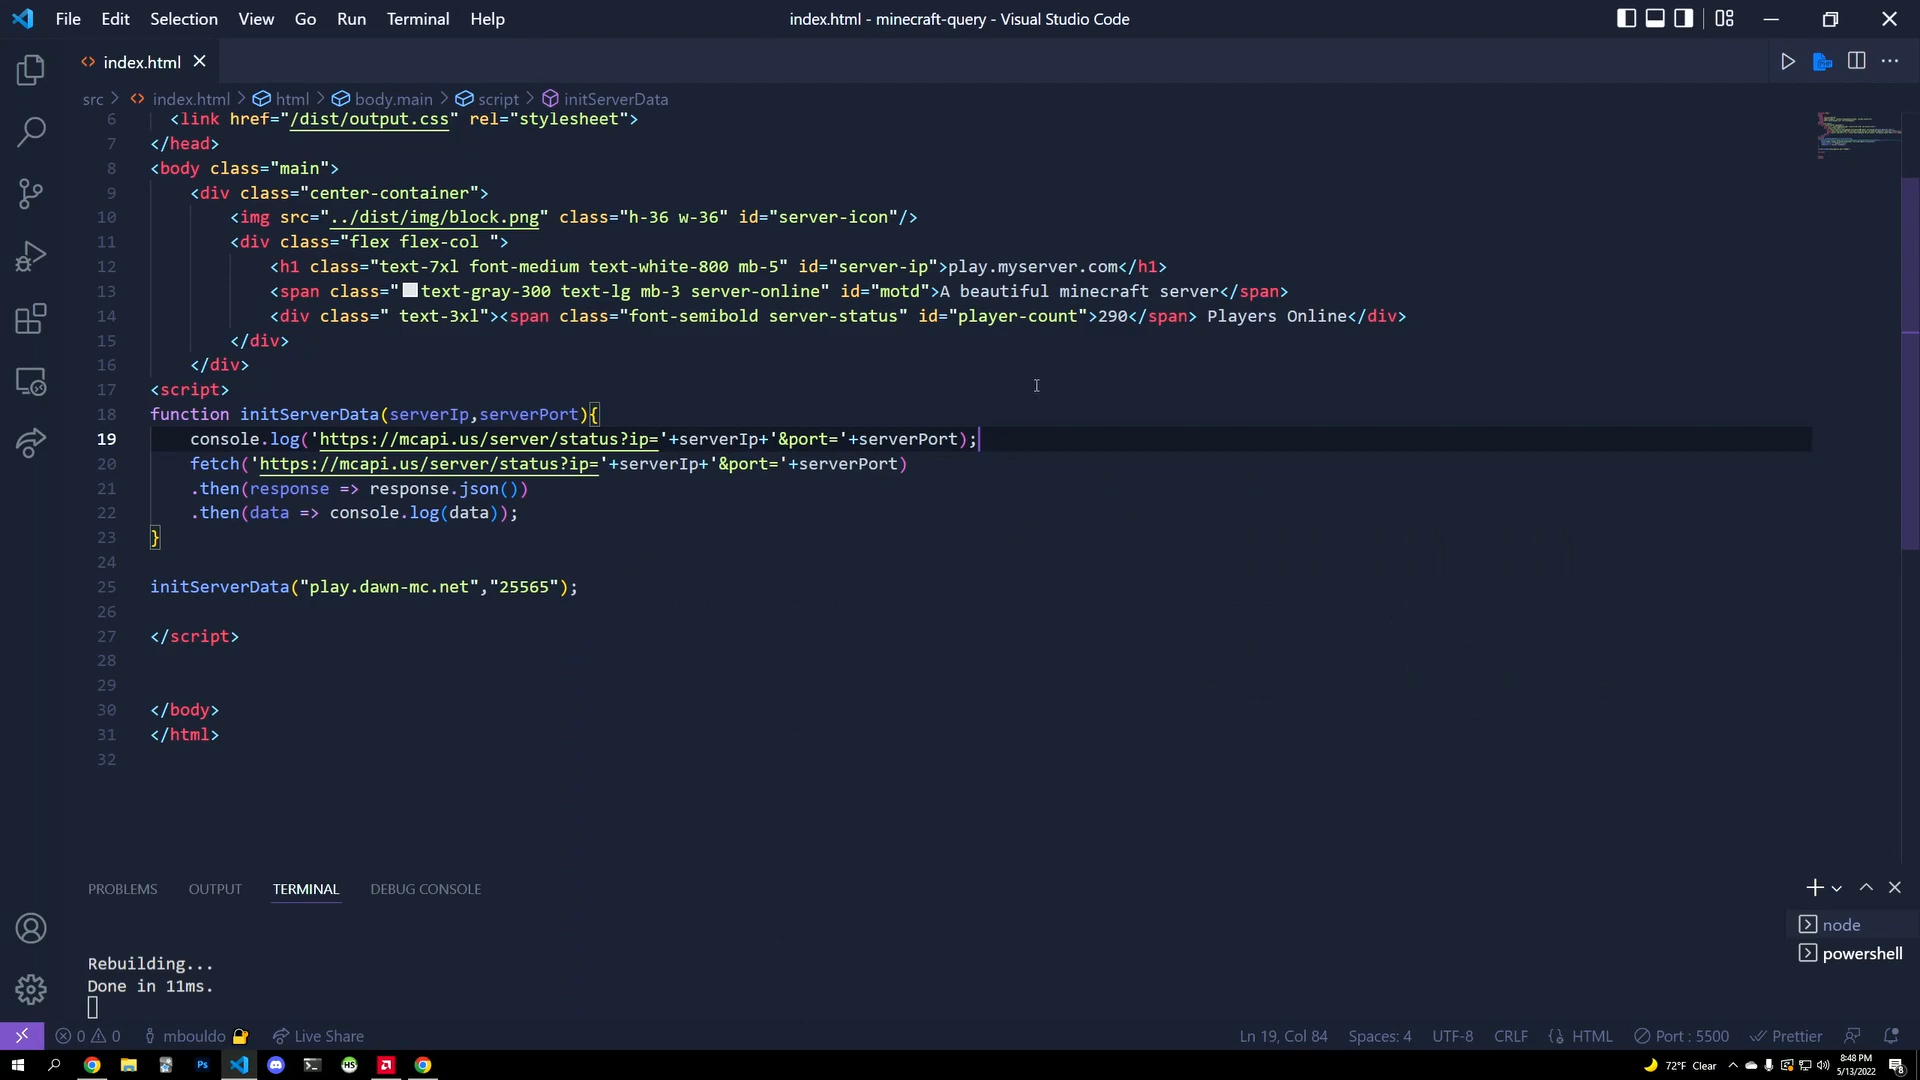 File Edit Selection View Go Run Terminal Help
index.html - minecraft-query - Visual Studio Code
index.html
src > index.html > html > body.main > script > initServerData
6 <link href="/dist/output.css" rel="stylesheet">
7 </head>
8 <body class="main">
9 <div class="center-container">
10 <img src="../dist/img/block.png" class="h-36 w-36" id="server-icon"/>
11 <div class="flex flex-col ">
12 <h1 class="text-7xl font-medium text-white-800 mb-5" id="server-ip">play.myserver.com</h1>
13 <span class="text-gray-300 text-lg mb-3 server-online" id="motd">A beautiful minecraft server</span>
14 <div class=" text-3xl"><span class="font-semibold server-status" id="player-count">290</span> Players Online</div>
15 </div>
16 </div>
17 <script>
18 function initServerData(serverIp,serverPort){
19 console.log('https://mcapi.us/server/status?ip='+serverIp+'&port='+serverPort);
20 fetch('https://mcapi.us/server/status?ip='+serverIp+'&port='+serverPort)
21 .then(response => response.json())
22 .then(data => console.log(data));
23 }
24
25 initServerData("play.dawn-mc.net","25565");
26
27 </script>
28
29
30 </body>
31 </html>
32
PROBLEMS OUTPUT TERMINAL DEBUG CONSOLE
node
powershell
Rebuilding...
Done in 11ms.
0 0 mbouldo Live Share Ln 19, Col 84 Spaces: 4 UTF-8 CRLF HTML Port : 5500 Prettier
Ps HS 72°F Clear 8:48 PM
5/13/2022